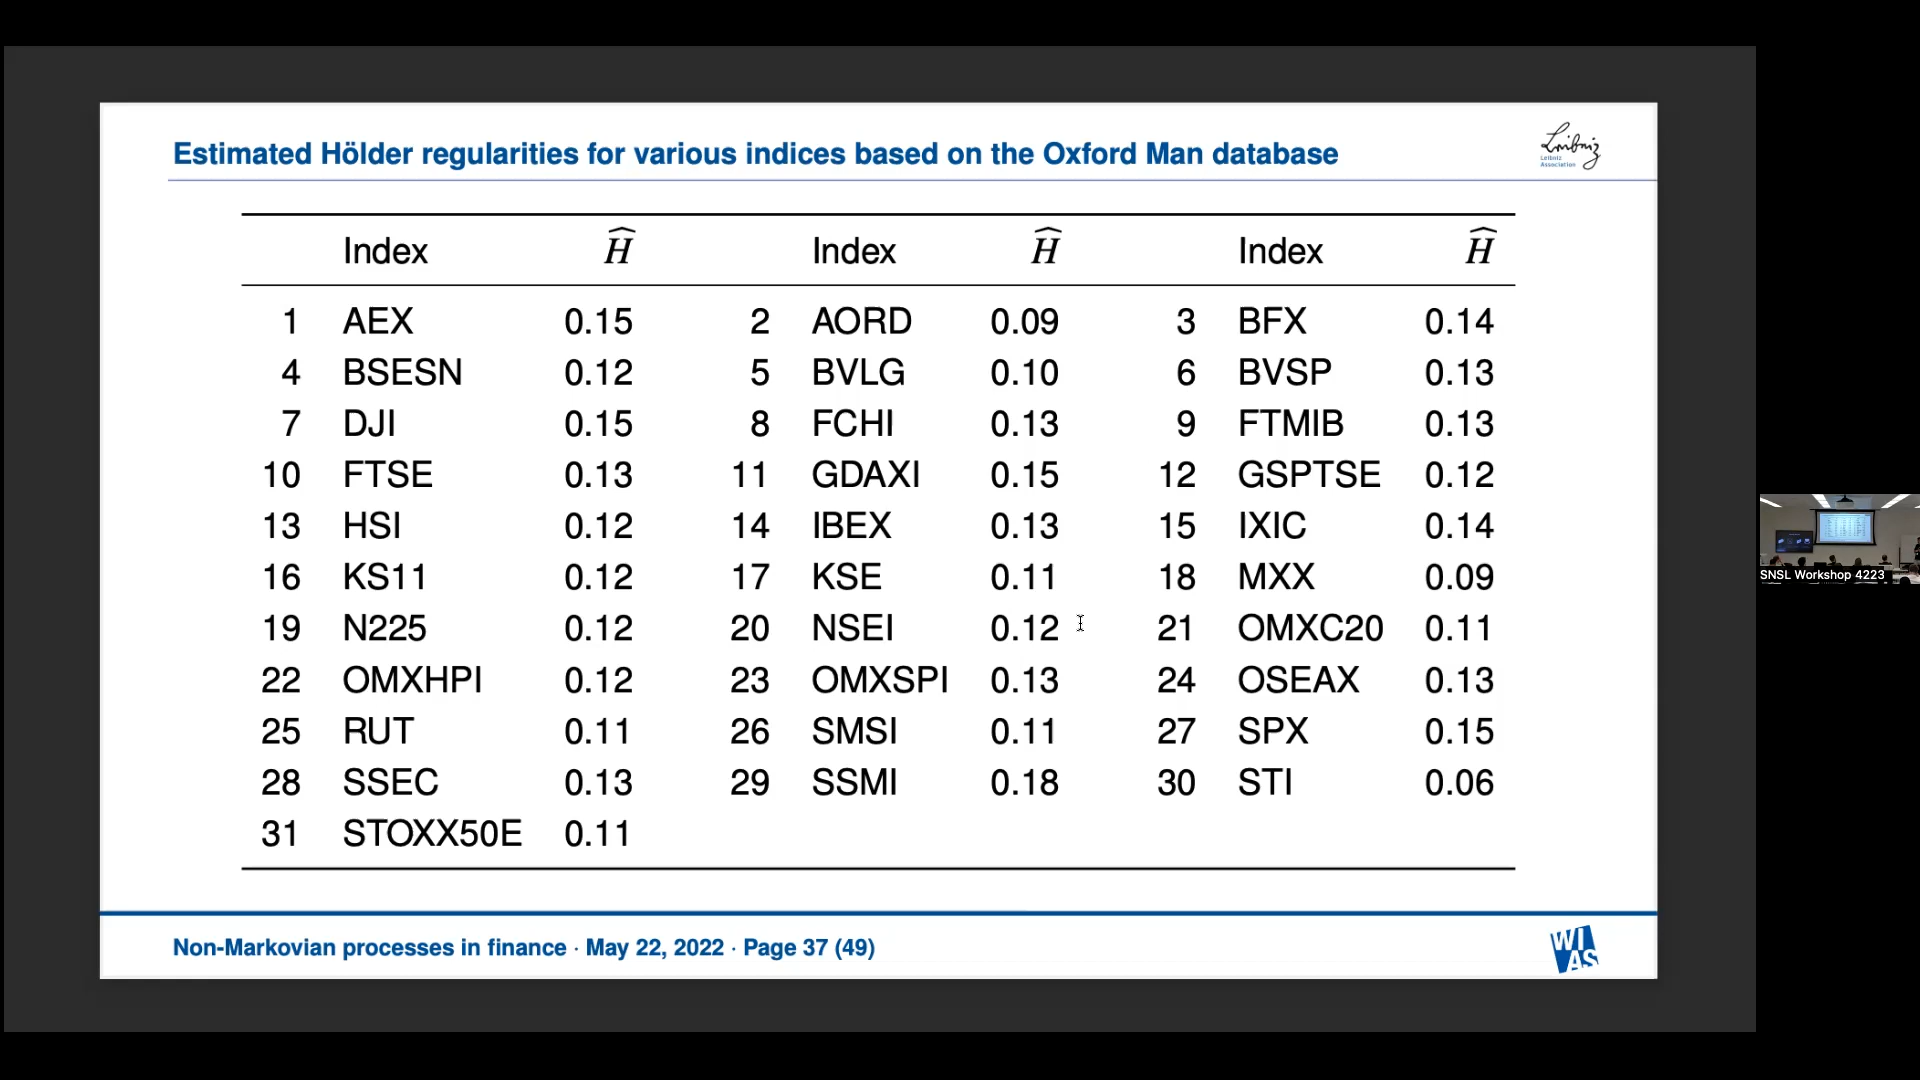 Estimated Hölder regularities for various indices based on the Oxford Man database
Leibniz
Leibniz
Association
Index Ĥ Index Ĥ Index Ĥ
1 AEX 0.15 2 AORD 0.09 3 BFX 0.14
4 BSESN 0.12 5 BVLG 0.10 6 BVSP 0.13
7 DJI 0.15 8 FCHI 0.13 9 FTMIB 0.13
10 FTSE 0.13 11 GDAXI 0.15 12 GSPTSE 0.12
13 HSI 0.12 14 IBEX 0.13 15 IXIC 0.14
16 KS11 0.12 17 KSE 0.11 18 MXX 0.09
19 N225 0.12 20 NSEI 0.12 21 OMXC20 0.11
22 OMXHPI 0.12 23 OMXSPI 0.13 24 OSEAX 0.13
25 RUT 0.11 26 SMSI 0.11 27 SPX 0.15
28 SSEC 0.13 29 SSMI 0.18 30 STI 0.06
31 STOXX50E 0.11
SNSL Workshop 4223
Non-Markovian processes in finance · May 22, 2022 · Page 37 (49)
WI
AS